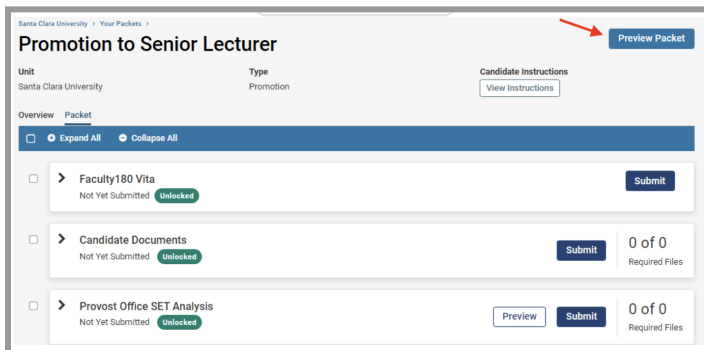 Santa Clara University > Your Packets >
Promotion to Senior Lecturer
Preview Packet
Unit
Santa Clara University
Type
Promotion
Candidate Instructions
View Instructions
Overview Packet
Expand All Collapse All
Faculty180 Vita
Not Yet Submitted Unlocked
Submit
Candidate Documents
Not Yet Submitted Unlocked
Submit
0 of 0
Required Files
Provost Office SET Analysis
Not Yet Submitted Unlocked
Preview Submit
0 of 0
Required Files